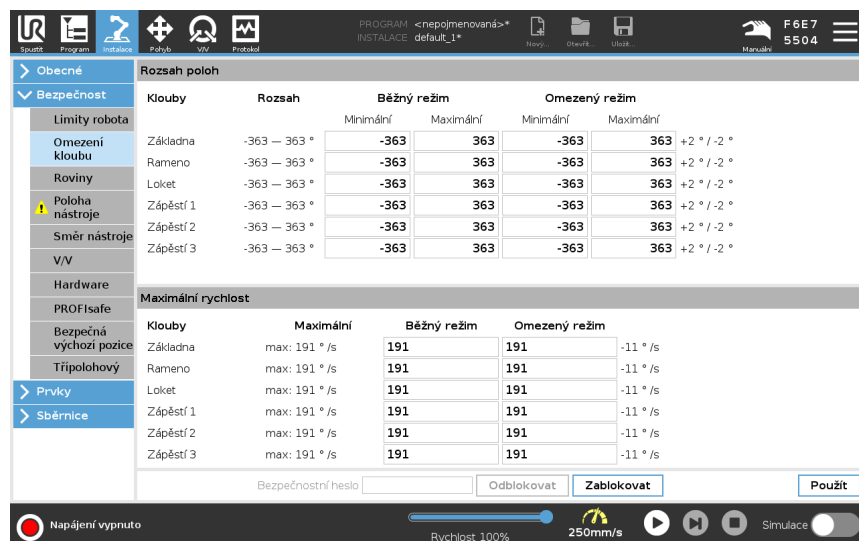 PROGRAM <nepojmenovaná>*
INSTALACE default_1*
Spustit Program Instalace Pohyb V/V Protokol Nový... Otevřít... Uložit... Manuální
F6E7
5504
Obecné
Bezpečnost
Limity robota
Omezení
kloubu
Roviny
Poloha
nástroje
Směr nástroje
V/V
Hardware
PROFIsafe
Bezpečná
výchozí pozice
Třípolohový
Prvky
Sběrnice
Rozsah poloh
Klouby Rozsah Běžný režim Omezený režim
Minimální Maximální Minimální Maximální
Základna -363 — 363 ° -363 363 -363 363 +2 ° / -2 °
Rameno -363 — 363 ° -363 363 -363 363 +2 ° / -2 °
Loket -363 — 363 ° -363 363 -363 363 +2 ° / -2 °
Zápěstí 1 -363 — 363 ° -363 363 -363 363 +2 ° / -2 °
Zápěstí 2 -363 — 363 ° -363 363 -363 363 +2 ° / -2 °
Zápěstí 3 -363 — 363 ° -363 363 -363 363 +2 ° / -2 °
Maximální rychlost
Klouby Maximální Běžný režim Omezený režim
Základna max: 191 ° /s 191 191 -11 ° /s
Rameno max: 191 ° /s 191 191 -11 ° /s
Loket max: 191 ° /s 191 191 -11 ° /s
Zápěstí 1 max: 191 ° /s 191 191 -11 ° /s
Zápěstí 2 max: 191 ° /s 191 191 -11 ° /s
Zápěstí 3 max: 191 ° /s 191 191 -11 ° /s
Bezpečnostní heslo Odblokovat Zablokovat Použít
Napájení vypnuto Rychlost 100% 250mm/s Simulace